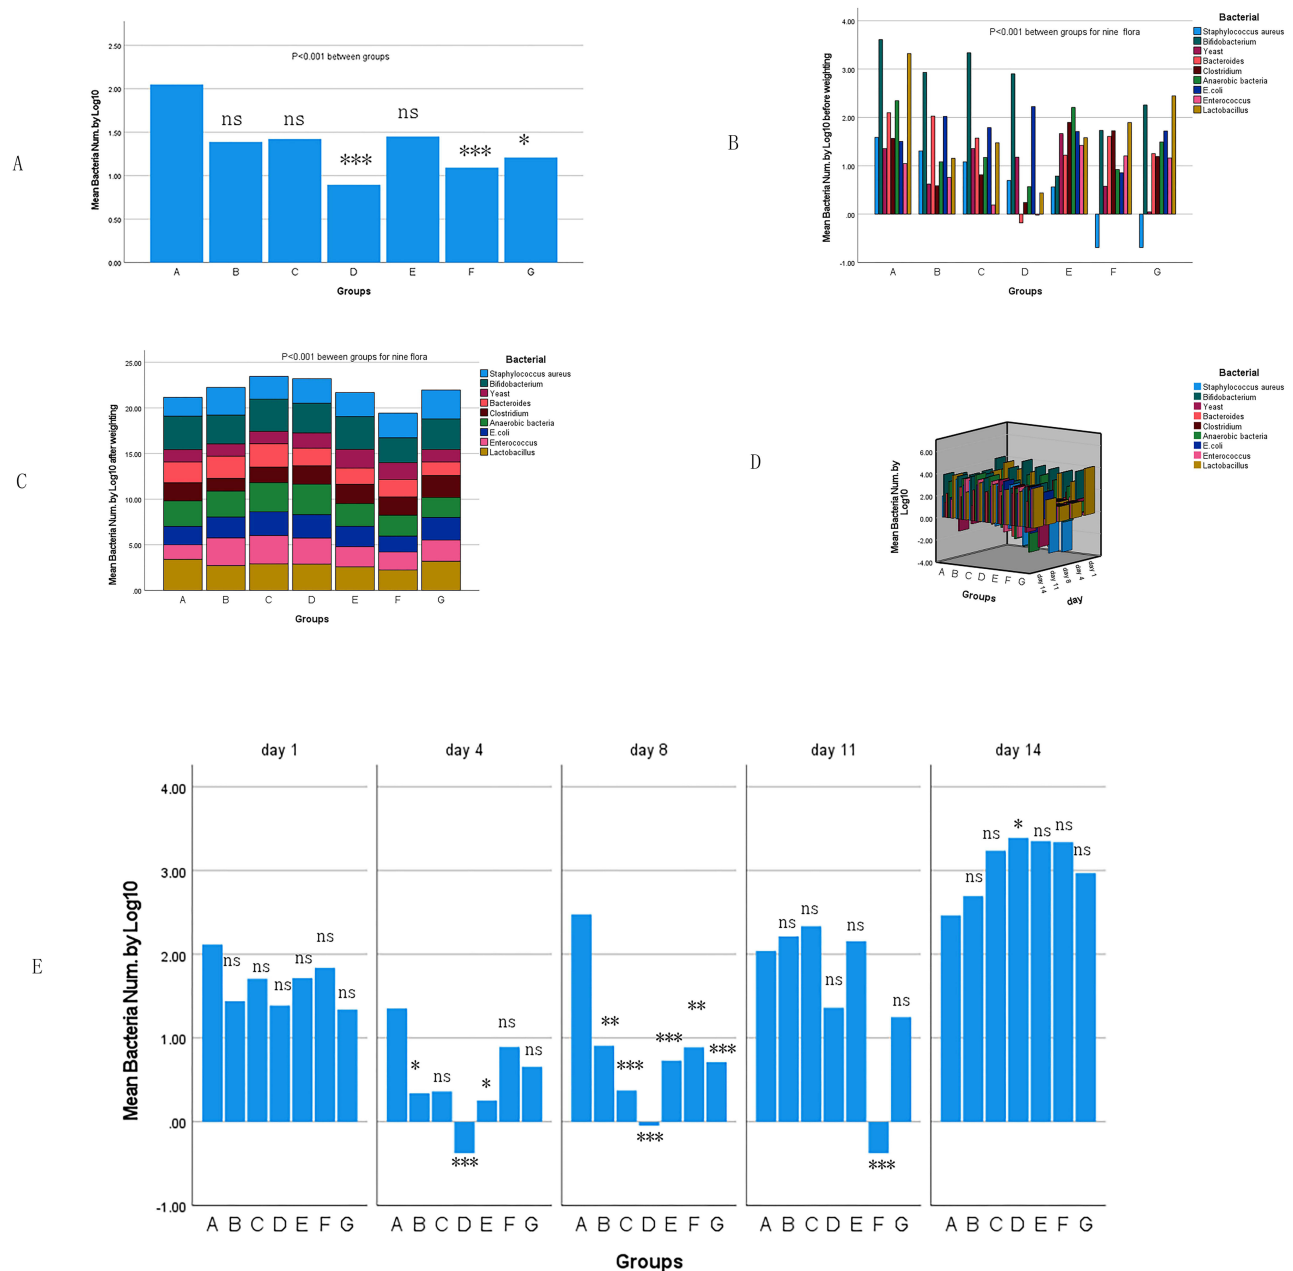 A
Mean Bacteria Num. by Log10
2.50
2.00
1.50
1.00
0.50
0.00
P<0.001 between groups
ns
ns
***
ns
***
*
A B C D E F G
Groups
B
Mean Bacteria Num. by Log10 before weighting
4.00
3.00
2.00
1.00
.00
-1.00
P<0.001 between groups for nine flora
A B C D E F G
Groups
Bacterial
Staphylococcus aureus
Bifidobacterium
Yeast
Bacteroides
Clostridium
Anaerobic bacteria
E.coli
Enterococcus
Lactobacillus
C
Mean Bacteria Num. by Log10 after weighting
25.00
20.00
15.00
10.00
5.00
.00
P<0.001 beween groups for nine flora
A B C D E F G
Groups
Bacterial
Staphylococcus aureus
Bifidobacterium
Yeast
Bacteroides
Clostridium
Anaerobic bacteria
E.coli
Enterococcus
Lactobacillus
D
Mean Bacteria Num. by
Log10
6.00
4.00
2.00
0.00
-2.00
-4.00
A B C D E F G
Groups
day 14
day 11
day 8
day 4
day 1
day
Bacterial
Staphylococcus aureus
Bifidobacterium
Yeast
Bacteroides
Clostridium
Anaerobic bacteria
E.coli
Enterococcus
Lactobacillus
E
Mean Bacteria Num. by Log10
4.00
3.00
2.00
1.00
.00
-1.00
day 1
ns ns ns ns ns ns
A B C D E F G
day 4
* ns *** * ns ns
A B C D E F G
day 8
** *** *** *** ** ***
A B C D E F G
day 11
ns ns ns ns *** ns
A B C D E F G
day 14
ns ns * ns ns ns
A B C D E F G
Groups